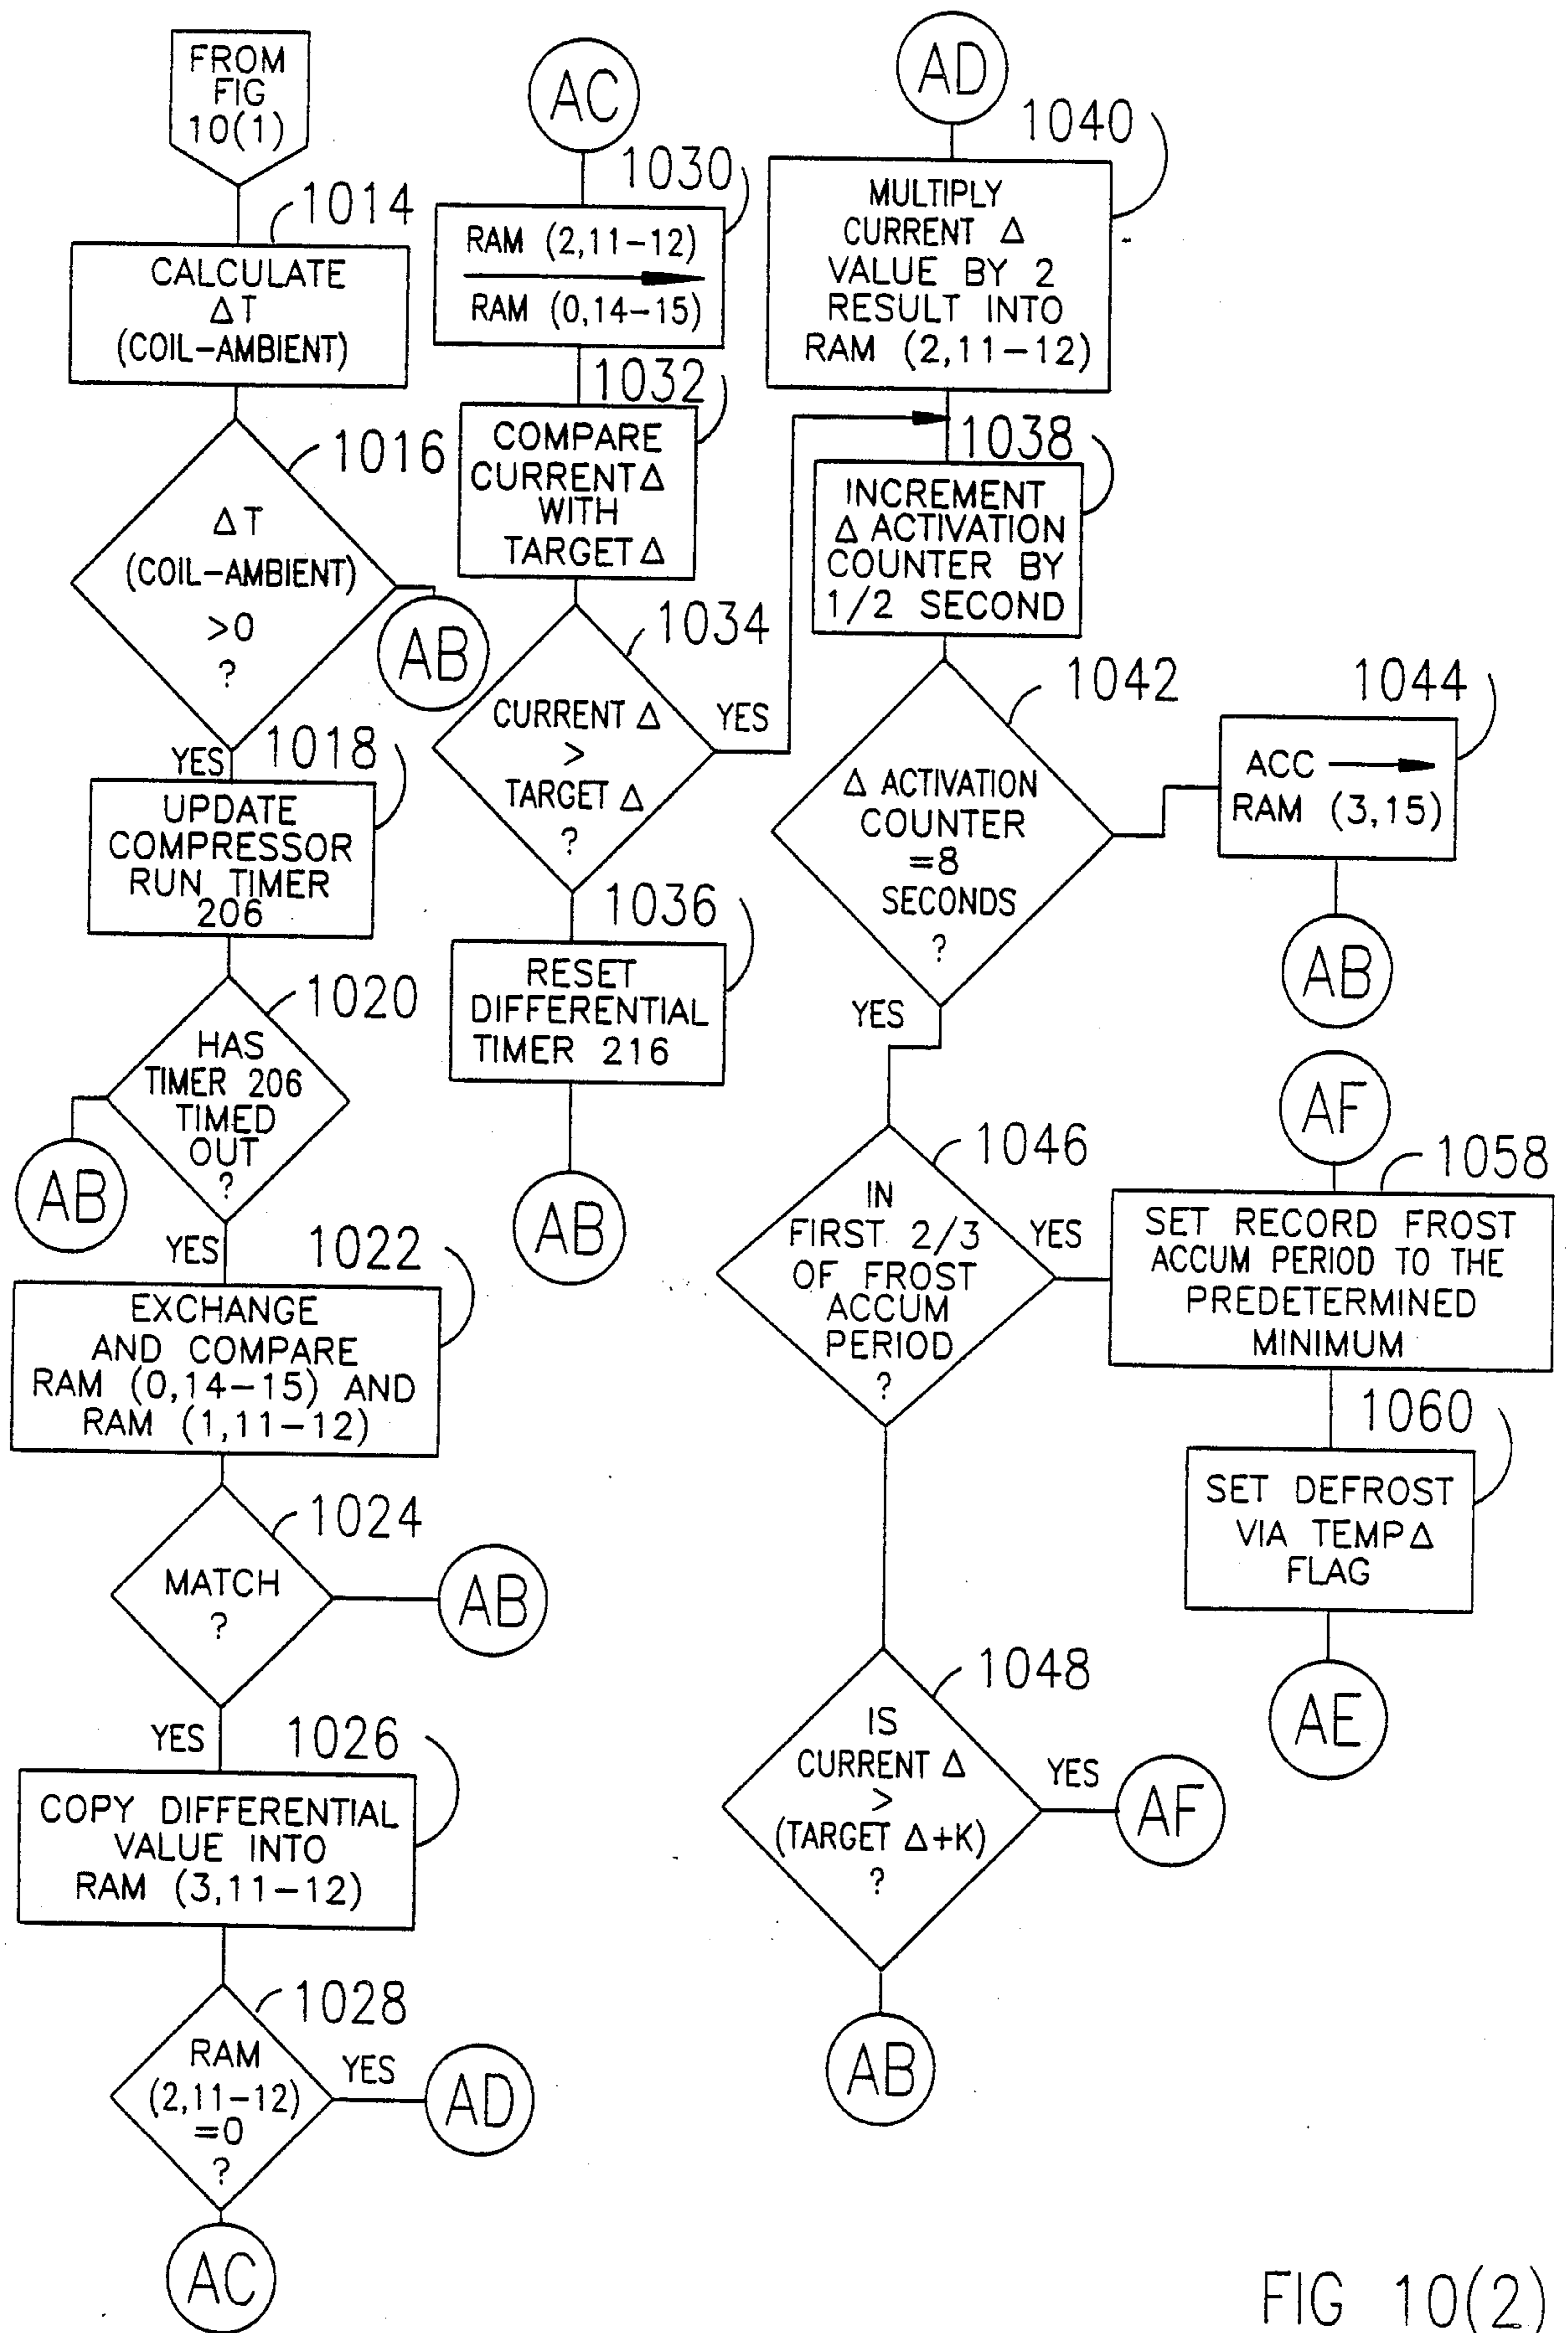 FROM
FIG
10(1)
1014
CALCULATE
ΔT
(COIL-AMBIENT)
1016
ΔT
(COIL-AMBIENT)
>0
?
AB
YES
1018
UPDATE
COMPRESSOR
RUN TIMER
206
1020
HAS
TIMER 206
TIMED
OUT
?
AB
YES
1022
EXCHANGE
AND COMPARE
RAM (0,14-15) AND
RAM (1,11-12)
1024
MATCH
?
AB
YES
1026
COPY DIFFERENTIAL
VALUE INTO
RAM (3,11-12)
1028
RAM
(2,11-12)
=0
?
YES
AD
AC
AC
1030
RAM (2,11-12)
RAM (0,14-15)
1032
COMPARE
CURRENT Δ
WITH
TARGET Δ
1034
CURRENT Δ
>
TARGET Δ
?
YES
1036
RESET
DIFFERENTIAL
TIMER 216
AB
AD
1040
MULTIPLY
CURRENT Δ
VALUE BY 2
RESULT INTO
RAM (2,11-12)
1038
INCREMENT
Δ ACTIVATION
COUNTER BY
1/2 SECOND
1042
Δ ACTIVATION
COUNTER
=8
SECONDS
?
YES
1044
ACC
RAM (3,15)
AB
1046
IN
FIRST 2/3
OF FROST
ACCUM
PERIOD
?
YES
AF
1058
SET RECORD FROST
ACCUM PERIOD TO THE
PREDETERMINED
MINIMUM
1060
SET DEFROST
VIA TEMP Δ
FLAG
AE
1048
IS
CURRENT Δ
>
(TARGET Δ+K)
?
YES
AF
AB
FIG 10(2)